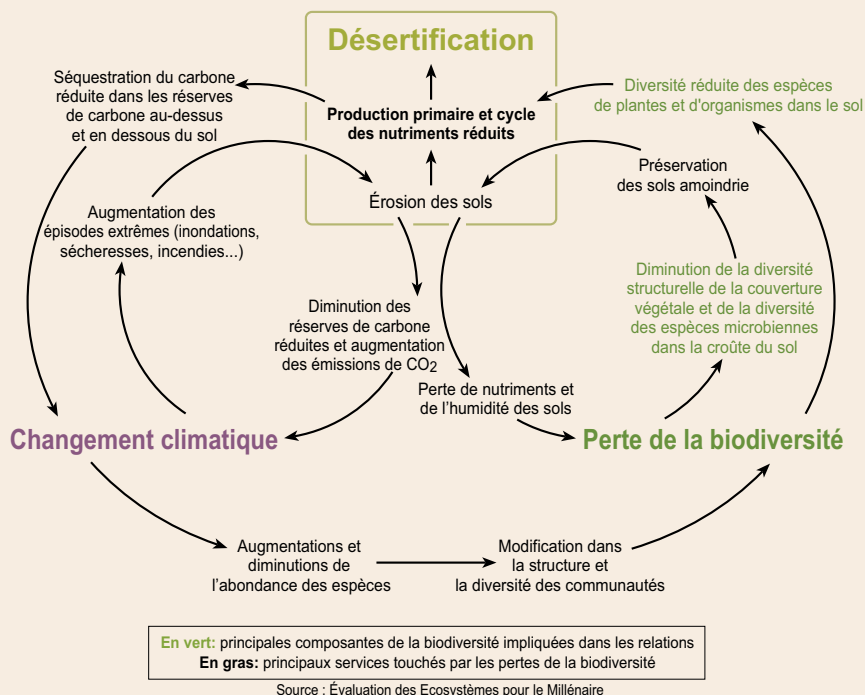 Désertification
Séquestration du carbone
réduite dans les réserves
de carbone au-dessus
et en dessous du sol
Production primaire et cycle
des nutriments réduits
Diversité réduite des espèces
de plantes et d'organismes dans le sol
Préservation
des sols amoindrie
Érosion des sols
Augmentation des
épisodes extrêmes (inondations,
sécheresses, incendies...)
Diminution de la diversité
structurelle de la couverture
végétale et de la diversité
des espèces microbiennes
dans la croûte du sol
Diminution des
réserves de carbone
réduites et augmentation
des émissions de CO2
Perte de nutriments et
de l'humidité des sols
Changement climatique
Perte de la biodiversité
Augmentations et
diminutions de
l'abondance des espèces
Modification dans
la structure et
la diversité des communautés
En vert: principales composantes de la biodiversité impliquées dans les relations
En gras: principaux services touchés par les pertes de la biodiversité
Source : Évaluation des Ecosystèmes pour le Millénaire